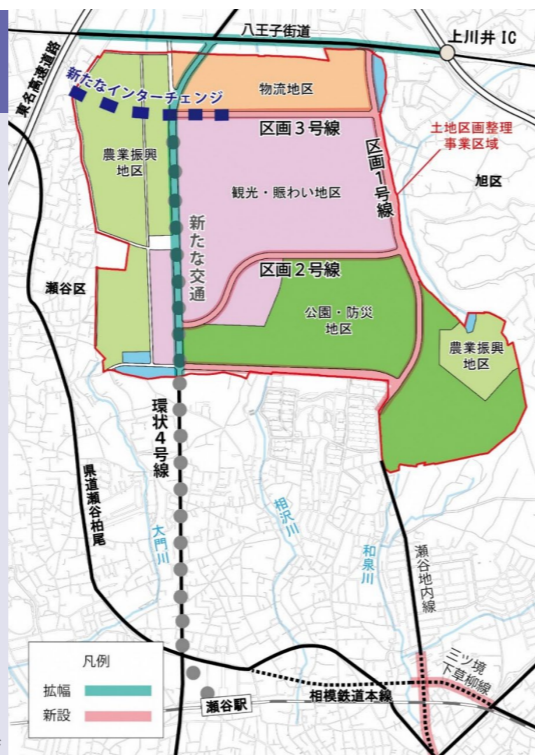 八王子街道
上川井 IC
東名高速道路
新たなインターチェンジ
物流地区
区画3号線
土地区画整理
事業区域
農業振興
地区
区画1号線
旭区
観光・賑わい地区
新たな交通
瀬谷区
区画2号線
公園・防災
地区
農業振興
地区
環状4号線
県道瀬谷柏尾
大門川
相沢川
和泉川
瀬谷地内線
凡例
拡幅
新設
三ツ境
下草柳線
相模鉄道本線
瀬谷駅